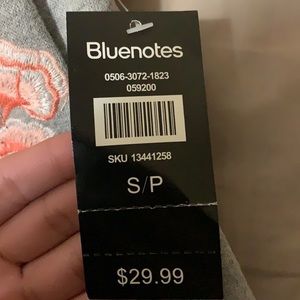 Bluenotes
0506-3072-1823
059200
SKU 13441258
S/P
$29.99